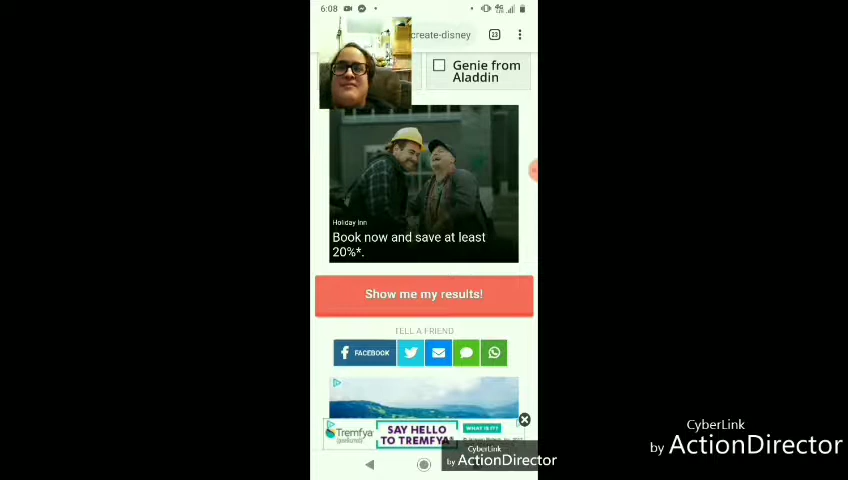 6:08
create-disney
23
Genie from
Aladdin
Holiday Inn
Book now and save at least
20%*.
Show me my results!
TELL A FRIEND
FACEBOOK
Tremfya
SAY HELLO
TO TREMFYA
WHAT IS IT?
CyberLink
by ActionDirector
CyberLink
by ActionDirector